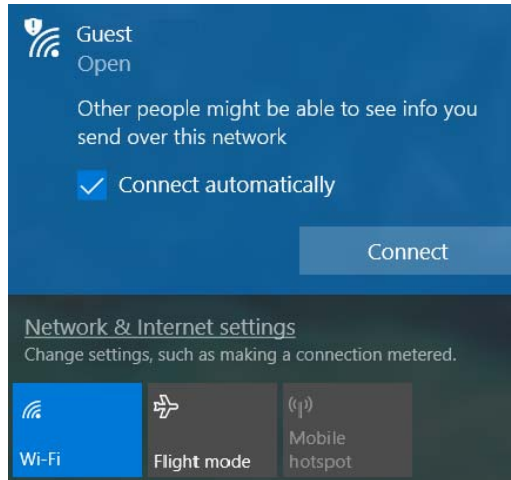 Guest
Open
Other people might be able to see info you
send over this network
Connect automatically
Connect
Network & Internet settings
Change settings, such as making a connection metered.
Wi-Fi
Flight mode
Mobile
hotspot